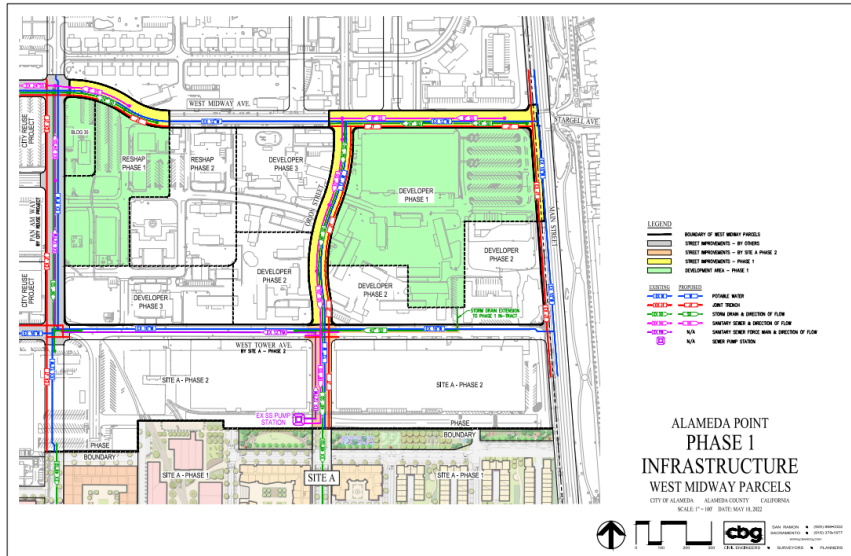 WEST MIDWAY AVE.
STARGELL AVE.
CITY REUSE
PROJECT
BLDG 35
RESHAP
PHASE 1
RESHAP
PHASE 2
DEVELOPER
PHASE 3
ORION STREET
DEVELOPER
PHASE 1
PAN AM WAY
BY CITY REUSE PROJECT
MAIN STREET
DEVELOPER
PHASE 2
DEVELOPER
PHASE 2
DEVELOPER
PHASE 2
CITY REUSE
PROJECT
DEVELOPER
PHASE 3
STORM DRAIN EXTENSION
TO PHASE 1 IN-TRACT
WEST TOWER AVE.
BY SITE A - PHASE 2
SITE A - PHASE 2
SITE A - PHASE 2
EX SS PUMP
STATION
PHASE
BOUNDARY
PHASE
BOUNDARY
SITE A - PHASE 1
SITE A
SITE A - PHASE 1
LEGEND
BOUNDARY OF WEST MIDWAY PARCELS
STREET IMPROVEMENTS - BY OTHERS
STREET IMPROVEMENTS - BY SITE A PHASE 2
STREET IMPROVEMENTS - PHASE 1
DEVELOPMENT AREA - PHASE 1
EXISTING PROPOSED
POTABLE WATER
JOINT TRENCH
STORM DRAIN & DIRECTION OF FLOW
SANITARY SEWER & DIRECTION OF FLOW
N/A SANITARY SEWER FORCE MAIN & DIRECTION OF FLOW
N/A SEWER PUMP STATION
ALAMEDA POINT
PHASE 1
INFRASTRUCTURE
WEST MIDWAY PARCELS
CITY OF ALAMEDA ALAMEDA COUNTY CALIFORNIA
SCALE: 1" = 100' DATE: MAY 18, 2022
0 100 200 300
cbg
CIVIL ENGINEERS SURVEYORS PLANNERS
SAN RAMON
SACRAMENTO